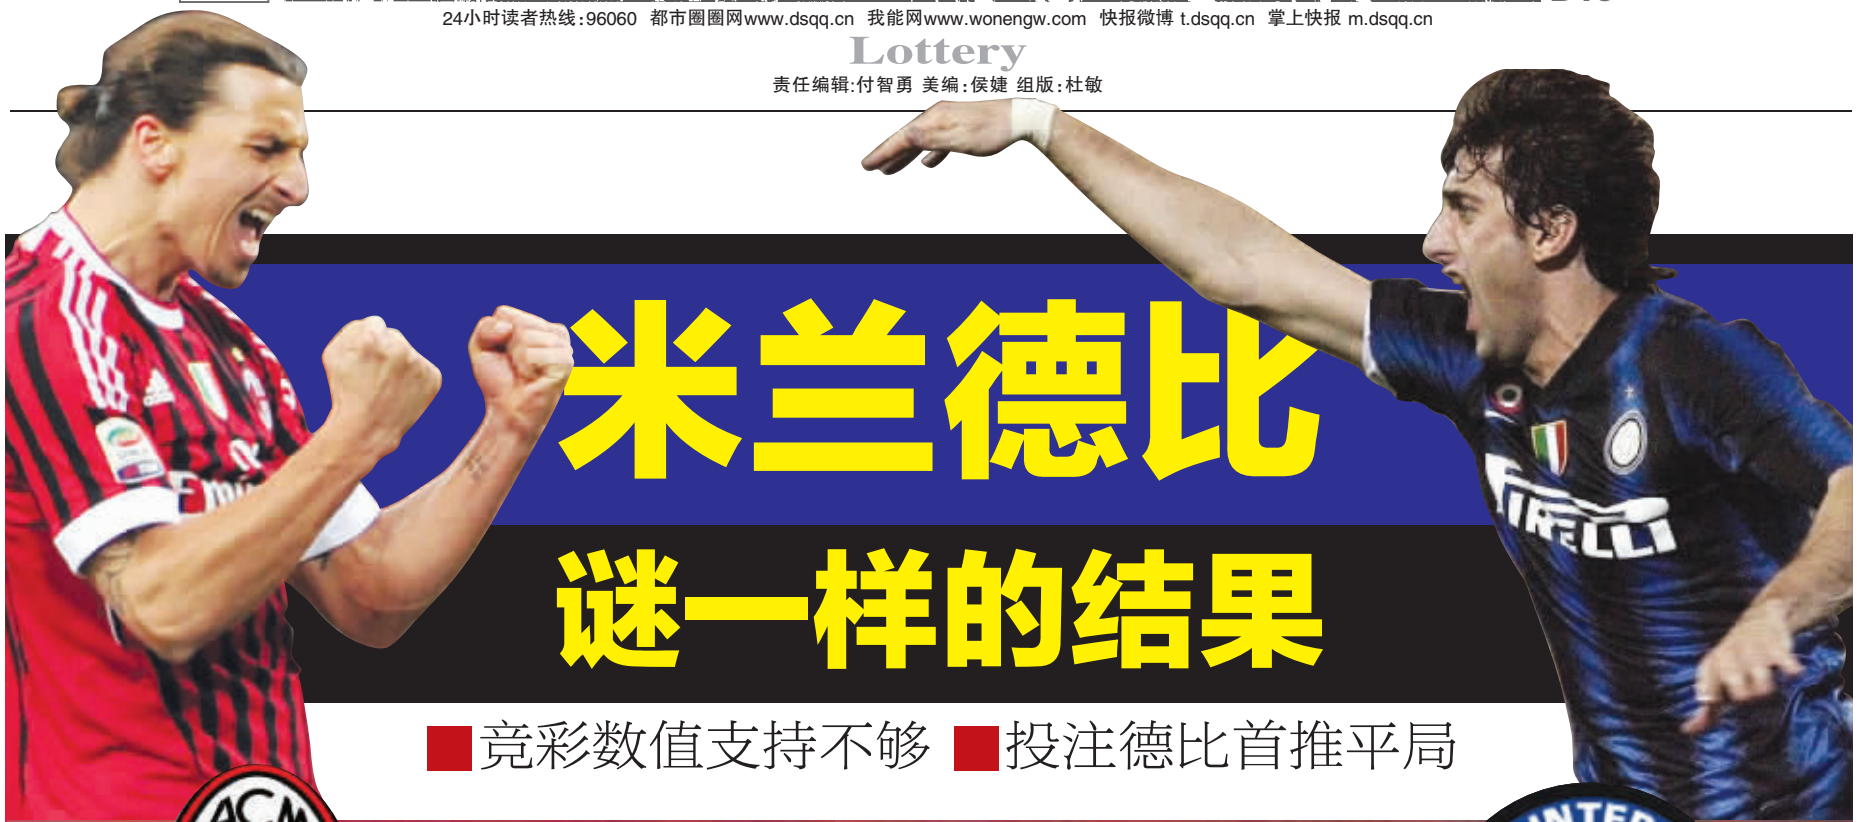 24小时读者热线:96060 都市圈圈网www.dsqq.cn 我能网www.wonengw.com 快报微博 t.dsqq.cn 掌上快报 m.dsqq.cn
Lottery
责任编辑:付智勇 美编:侯婕 组版:杜敏
米兰德比
谜一样的结果
PIRELLI
■竞彩数值支持不够 ■投注德比首推平局
ACM
INTER